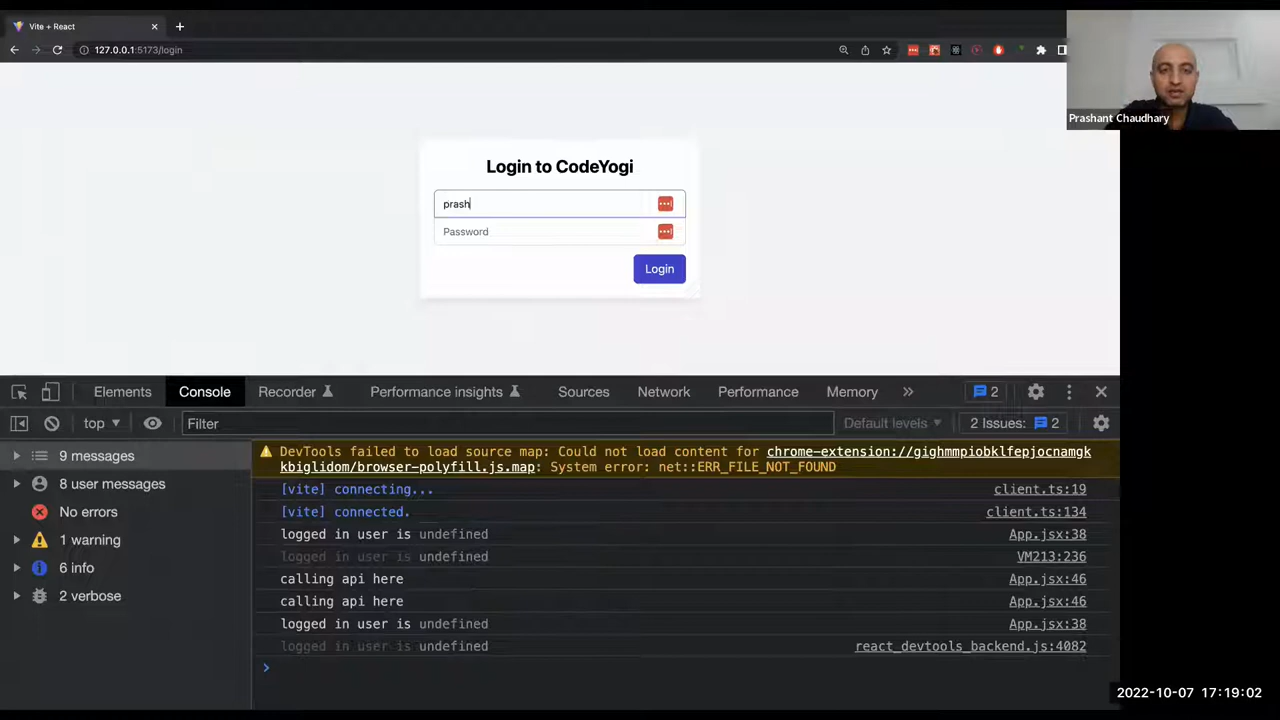 Vite + React
127.0.0.1:5173/login
Prashant Chaudhary
Login to CodeYogi
prash
Password
Login
Elements Console Recorder Performance insights Sources Network Performance Memory 2
top Filter Default levels 2 Issues: 2
9 messages
8 user messages
No errors
1 warning
6 info
2 verbose
DevTools failed to load source map: Could not load content for chrome-extension://gighmmpiobklfepjocnamgk
kbiglidom/browser-polyfill.js.map: System error: net::ERR_FILE_NOT_FOUND
[vite] connecting... client.ts:19
[vite] connected. client.ts:134
logged in user is undefined App.jsx:38
logged in user is undefined VM213:236
calling api here App.jsx:46
calling api here App.jsx:46
logged in user is undefined App.jsx:38
logged in user is undefined react_devtools_backend.js:4082
2022-10-07 17:19:02